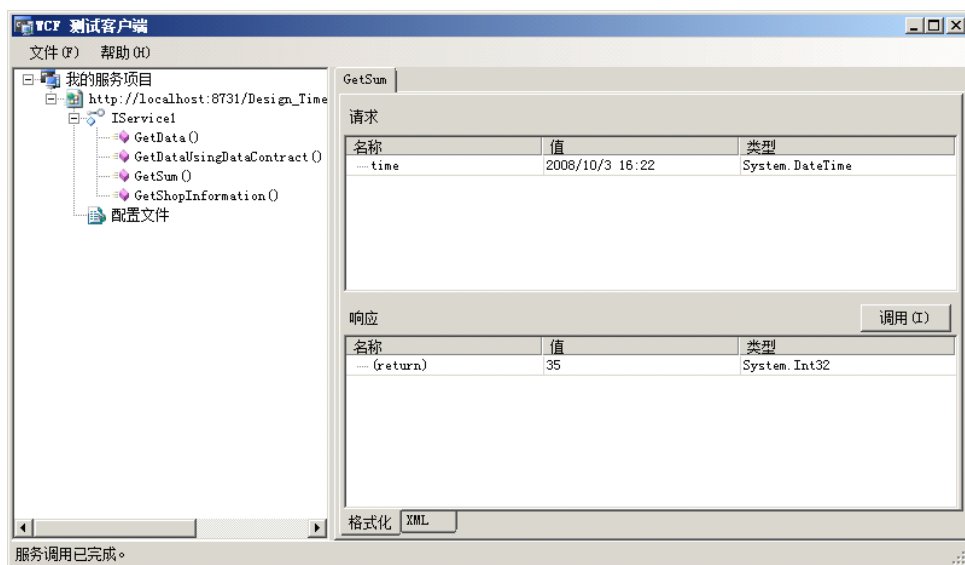 WCF 测试客户端
文件(F) 帮助(H)
我的服务项目
http://localhost:8731/Design_Time
IService1
GetData()
GetDataUsingDataContract()
GetSum()
GetShopInformation()
配置文件
GetSum
请求
名称 值 类型
time 2008/10/3 16:22 System.DateTime
响应 调用(I)
名称 值 类型
(return) 35 System.Int32
格式化 XML
服务调用已完成。